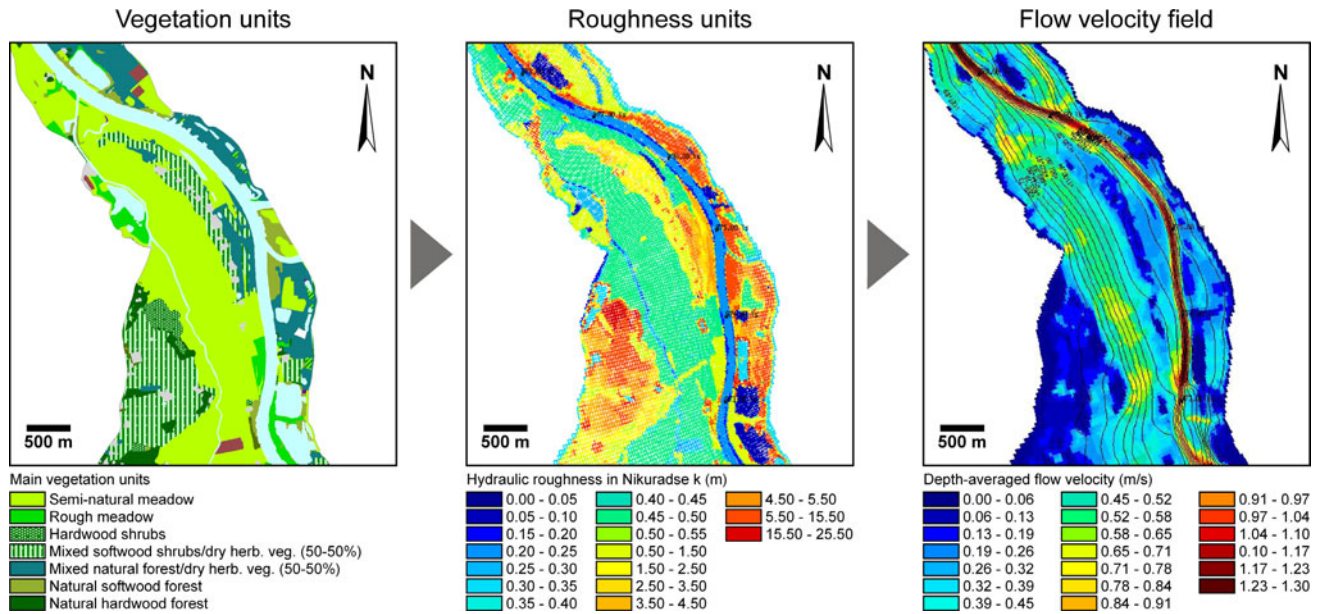 Vegetation units
Roughness units
Flow velocity field
N
N
N
500 m
500 m
500 m
Main vegetation units
Semi-natural meadow
Rough meadow
Hardwood shrubs
Mixed softwood shrubs/dry herb. veg. (50-50%)
Mixed natural forest/dry herb. veg. (50-50%)
Natural softwood forest
Natural hardwood forest
Hydraulic roughness in Nikuradse k (m)
0.00 - 0.05
0.05 - 0.10
0.15 - 0.20
0.20 - 0.25
0.25 - 0.30
0.30 - 0.35
0.35 - 0.40
0.40 - 0.45
0.45 - 0.50
0.50 - 0.55
0.50 - 1.50
1.50 - 2.50
2.50 - 3.50
3.50 - 4.50
4.50 - 5.50
5.50 - 15.50
15.50 - 25.50
Depth-averaged flow velocity (m/s)
0.00 - 0.06
0.06 - 0.13
0.13 - 0.19
0.19 - 0.26
0.26 - 0.32
0.32 - 0.39
0.39 - 0.45
0.45 - 0.52
0.52 - 0.58
0.58 - 0.65
0.65 - 0.71
0.71 - 0.78
0.78 - 0.84
0.84 - 0.91
0.91 - 0.97
0.97 - 1.04
1.04 - 1.10
0.10 - 1.17
1.17 - 1.23
1.23 - 1.30